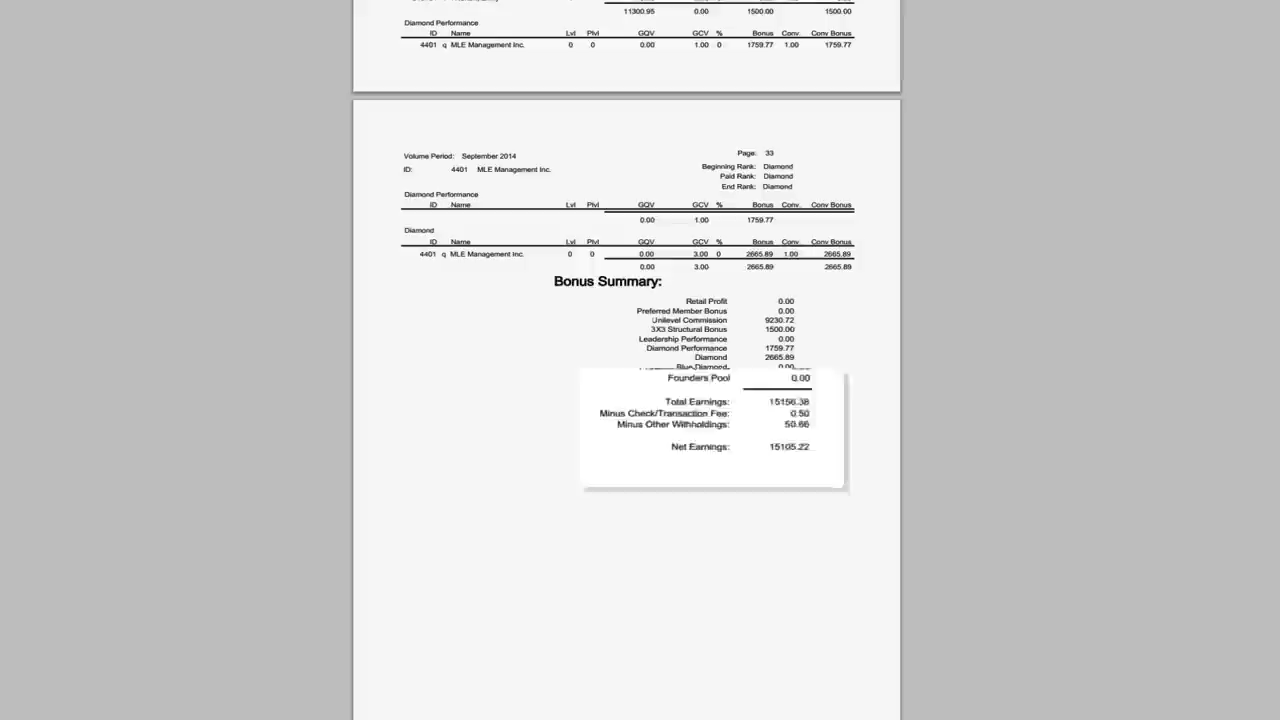 11300.95 0.00 1500.00 1500.00
Diamond Performance
ID Name Lvl Plvl GQV GCV % Bonus Conv. Conv Bonus
4401 q MLE Management Inc. 0 0 0.00 1.00 0 1759.77 1.00 1759.77
Page: 33
Volume Period: September 2014
Beginning Rank: Diamond
ID: 4401 MLE Management Inc.
Paid Rank: Diamond
End Rank: Diamond
Diamond Performance
ID Name Lvl Plvl GQV GCV % Bonus Conv. Conv Bonus
0.00 1.00 1759.77
Diamond
ID Name Lvl Plvl GQV GCV % Bonus Conv. Conv Bonus
4401 q MLE Management Inc. 0 0 0.00 3.00 0 2665.89 1.00 2665.89
0.00 3.00 2665.89 2665.89
Bonus Summary:
Retail Profit 0.00
Preferred Member Bonus 0.00
Unilevel Commission 9230.72
3X3 Structural Bonus 1500.00
Leadership Performance 0.00
Diamond Performance 1759.77
Diamond 2665.89
Blue Diamond 0.00
Founders Pool 0.00
Total Earnings: 15156.38
Minus Check/Transaction Fee: 0.50
Minus Other Withholdings: 50.66
Net Earnings: 15105.22